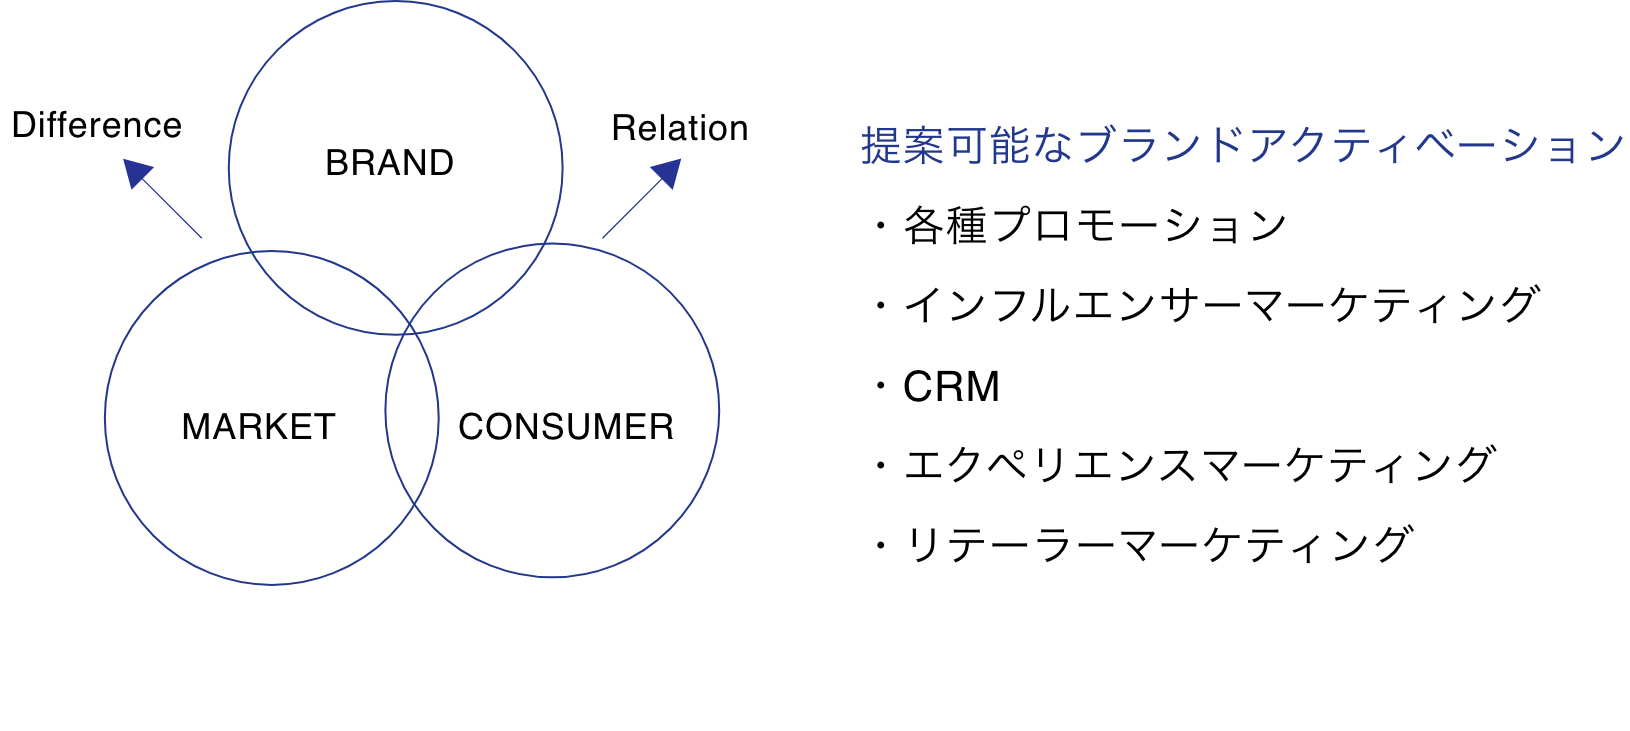 Difference
Relation
BRAND
MARKET
CONSUMER
提案可能なブランドアクティベーション
・各種プロモーション
・インフルエンサーマーケティング
・CRM
・エクペリエンスマーケティング
・リテーラーマーケティング